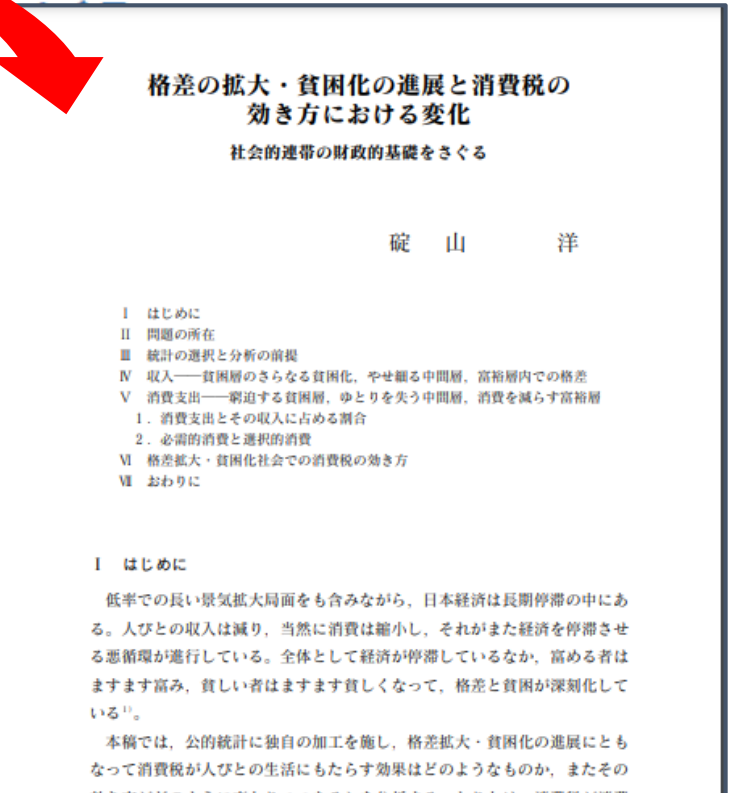 格差の拡大・貧困化の進展と消費税の
効き方における変化
社会的連帯の財政的基礎をさぐる
碇 山 洋
Ⅰ はじめに
Ⅱ 問題の所在
Ⅲ 統計の選択と分析の前提
Ⅳ 収入――貧困層のさらなる貧困化，やせ細る中間層，富裕層内での格差
Ⅴ 消費支出――窮迫する貧困層，ゆとりを失う中間層，消費を減らす富裕層
1．消費支出とその収入に占める割合
2．必需的消費と選択的消費
Ⅵ 格差拡大・貧困化社会での消費税の効き方
Ⅶ おわりに
Ⅰ はじめに
低率での長い景気拡大局面をも含みながら，日本経済は長期停滞の中にあ
る。人びとの収入は減り，当然に消費は縮小し，それがまた経済を停滞させ
る悪循環が進行している。全体として経済が停滞しているなか，富める者は
ますます富み，貧しい者はますます貧しくなって，格差と貧困が深刻化して
いる1)。
本稿では，公的統計に独自の加工を施し，格差拡大・貧困化の進展にとも
なって消費税が人びとの生活にもたらす効果はどのようなものか，またその